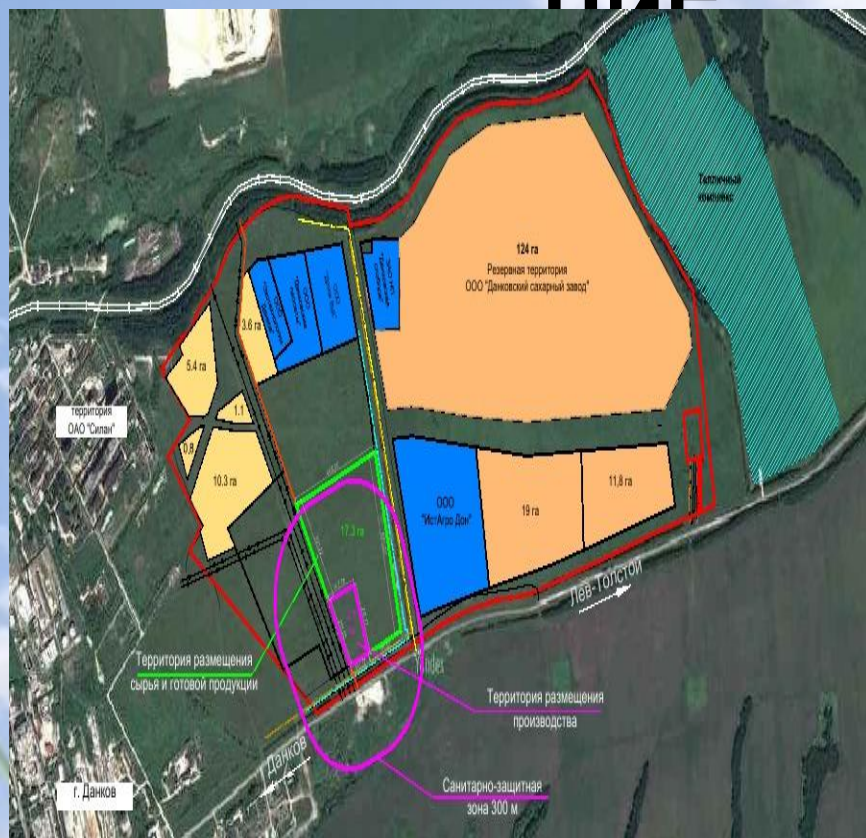 124 га
Резервная территория
ООО "Данковский сахарный завод"
Тепличный
комплекс
3.6 га
5.4 га
1.1
0,8
10.3 га
территория
ОАО "Силан"
ООО
"ИстАгро Дон"
19 га
11,8 га
17.3 га
Лев-Толстой
Территория размещения
сырья и готовой продукции
Yandex
Территория размещения
производства
Данков
г. Данков
Санитарно-защитная
зона 300 м